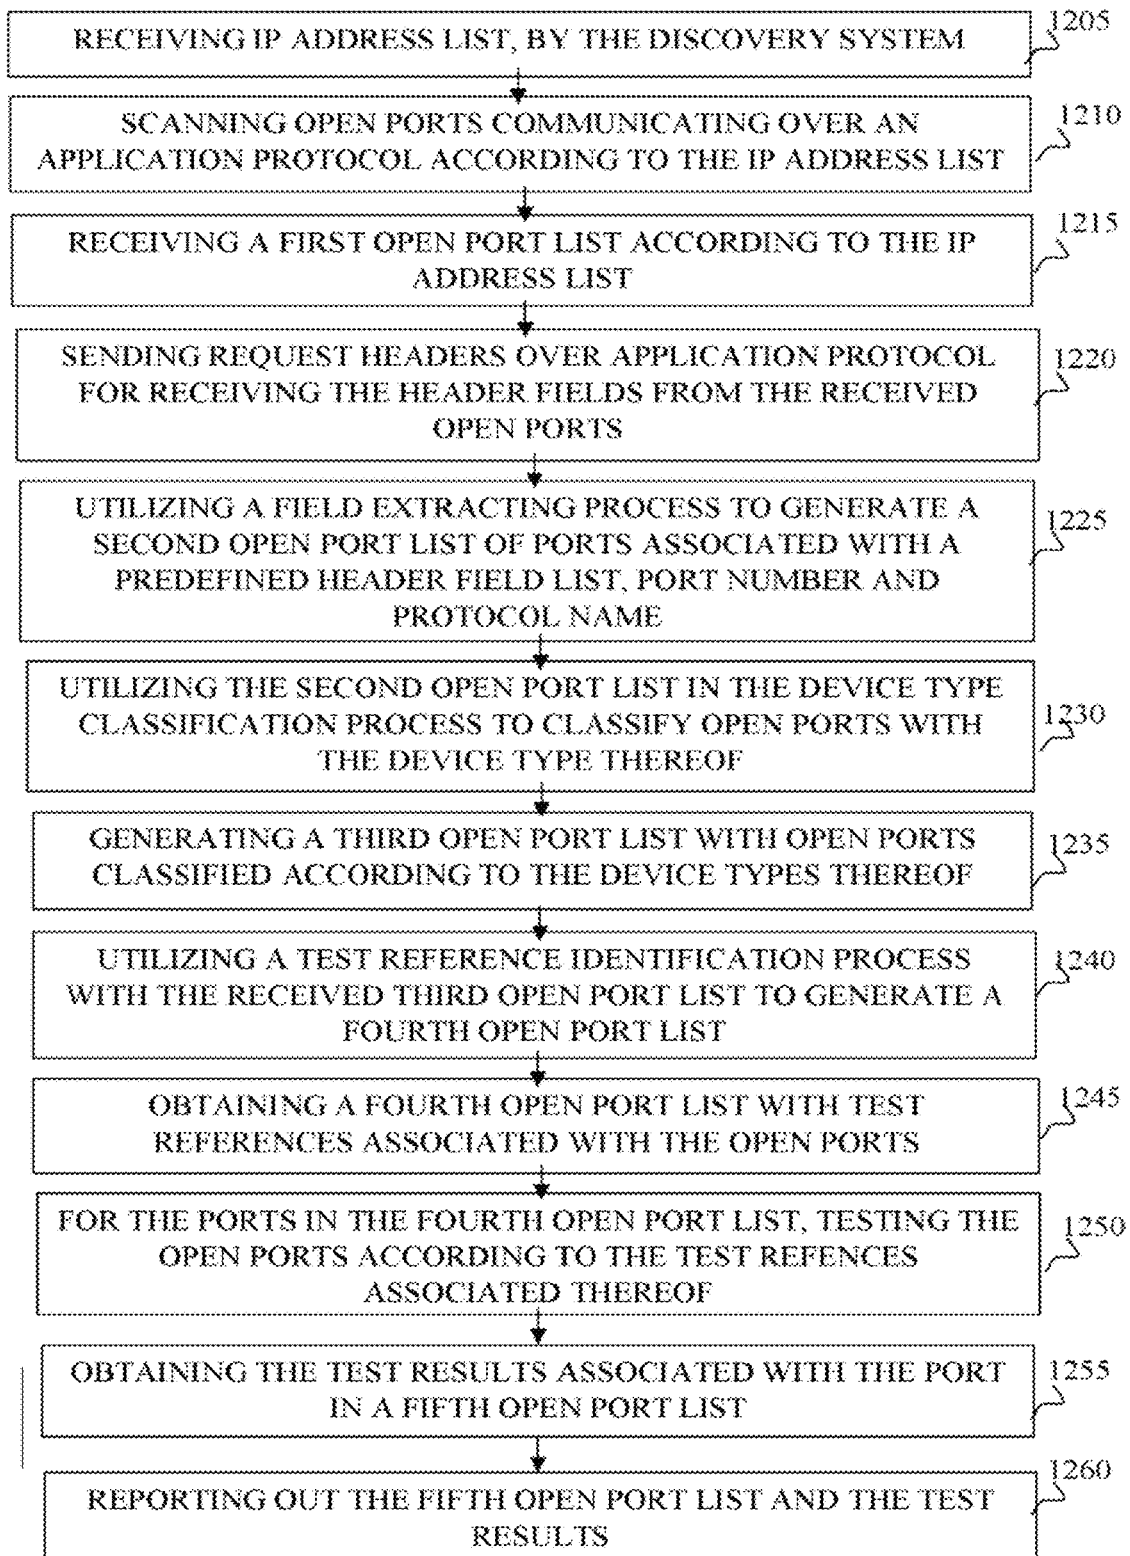 RECEIVING IP ADDRESS LIST, BY THE DISCOVERY SYSTEM
1205
SCANNING OPEN PORTS COMMUNICATING OVER AN
APPLICATION PROTOCOL ACCORDING TO THE IP ADDRESS LIST
1210
RECEIVING A FIRST OPEN PORT LIST ACCORDING TO THE IP
ADDRESS LIST
1215
SENDING REQUEST HEADERS OVER APPLICATION PROTOCOL
FOR RECEIVING THE HEADER FIELDS FROM THE RECEIVED
OPEN PORTS
1220
UTILIZING A FIELD EXTRACTING PROCESS TO GENERATE A
SECOND OPEN PORT LIST OF PORTS ASSOCIATED WITH A
PREDEFINED HEADER FIELD LIST, PORT NUMBER AND
PROTOCOL NAME
1225
UTILIZING THE SECOND OPEN PORT LIST IN THE DEVICE TYPE
CLASSIFICATION PROCESS TO CLASSIFY OPEN PORTS WITH
THE DEVICE TYPE THEREOF
1230
GENERATING A THIRD OPEN PORT LIST WITH OPEN PORTS
CLASSIFIED ACCORDING TO THE DEVICE TYPES THEREOF
1235
UTILIZING A TEST REFERENCE IDENTIFICATION PROCESS
WITH THE RECEIVED THIRD OPEN PORT LIST TO GENERATE A
FOURTH OPEN PORT LIST
1240
OBTAINING A FOURTH OPEN PORT LIST WITH TEST
REFERENCES ASSOCIATED WITH THE OPEN PORTS
1245
FOR THE PORTS IN THE FOURTH OPEN PORT LIST, TESTING THE
OPEN PORTS ACCORDING TO THE TEST REFENCES
ASSOCIATED THEREOF
1250
OBTAINING THE TEST RESULTS ASSOCIATED WITH THE PORT
IN A FIFTH OPEN PORT LIST
1255
REPORTING OUT THE FIFTH OPEN PORT LIST AND THE TEST
RESULTS
1260